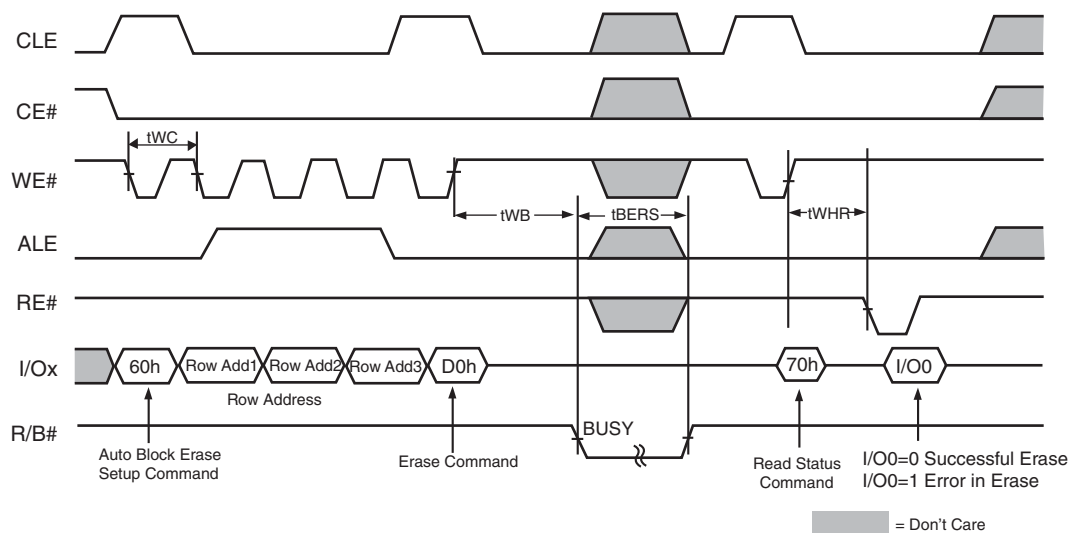 CLE
CE#
tWC
WE#
tWB
tBERS
tWHR
ALE
RE#
I/Ox
60h
Row Add1
Row Add2
Row Add3
D0h
70h
I/O0
Row Address
R/B#
BUSY
Auto Block Erase
Setup Command
Erase Command
Read Status
Command
I/O0=0 Successful Erase
I/O0=1 Error in Erase
= Don't Care